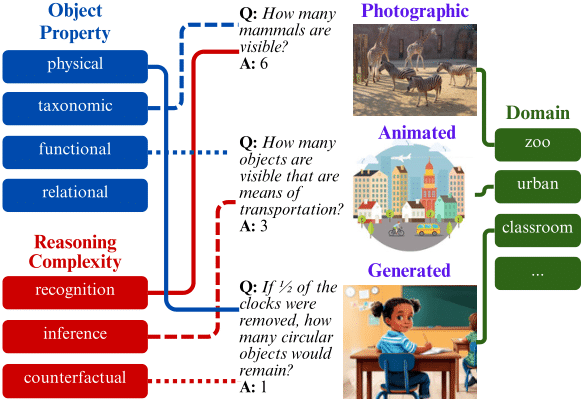 Object
Property
physical
taxonomic
functional
relational
Reasoning
Complexity
recognition
inference
counterfactual
Q: How many
mammals are
visible?
A: 6
Q: How many
objects are
visible that are
means of
transportation?
A: 3
Q: If ½ of the
clocks were
removed, how
many circular
objects would
remain?
A: 1
Photographic
Animated
Generated
Domain
zoo
urban
classroom
...